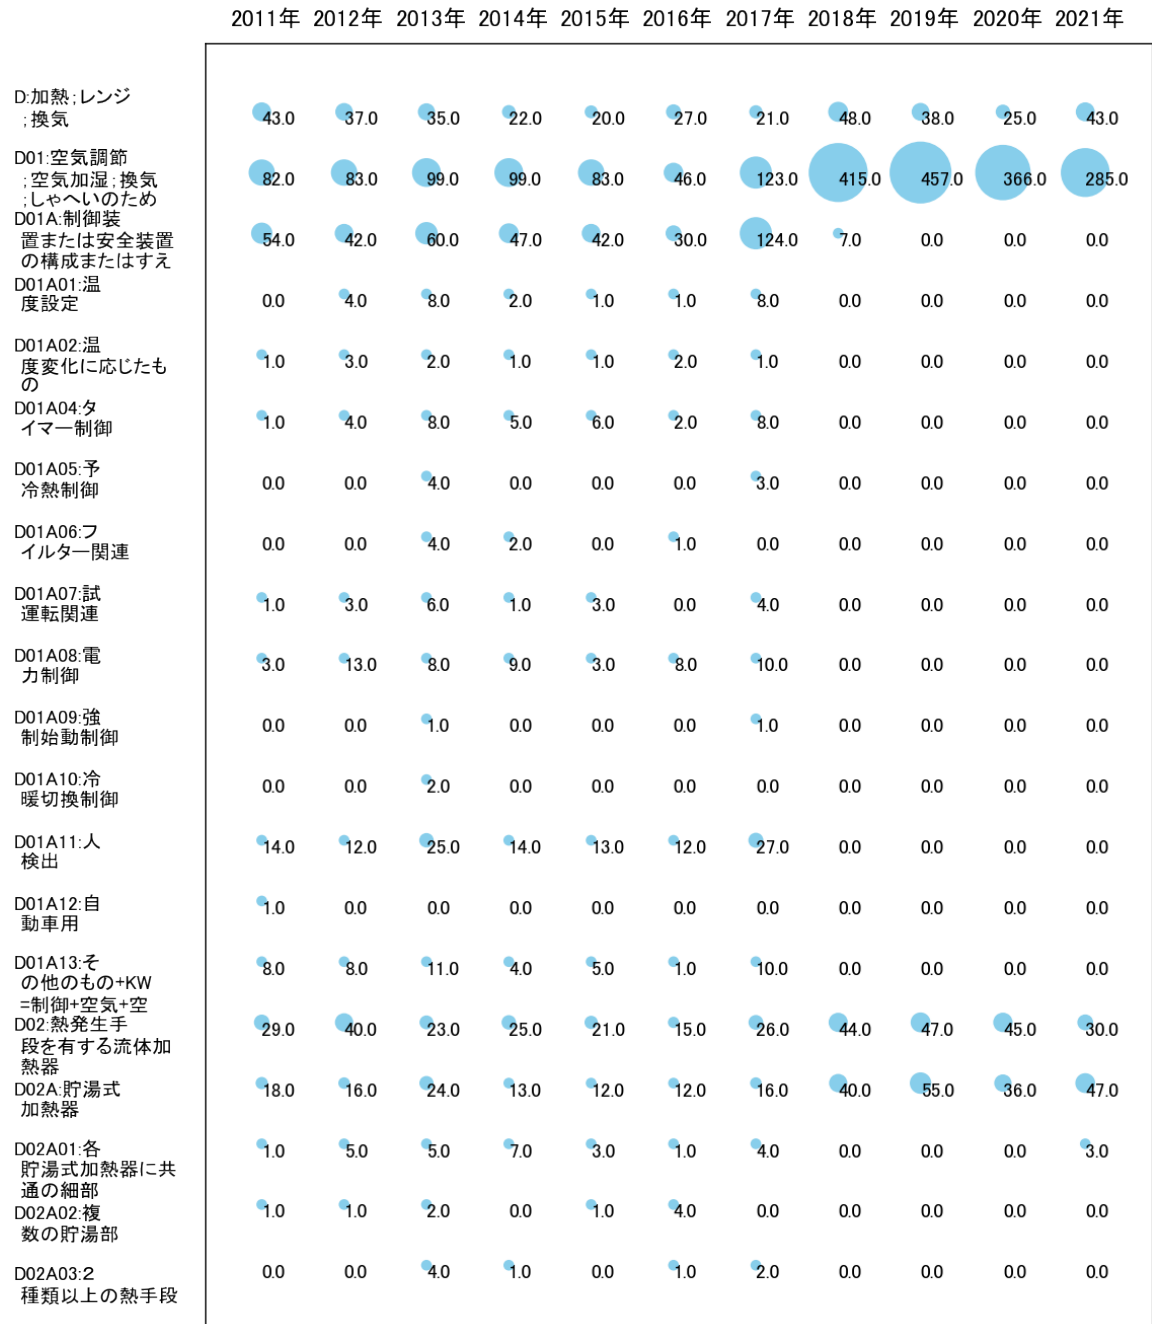 2011年 2012年 2013年 2014年 2015年 2016年 2017年 2018年 2019年 2020年 2021年
D:加熱;レンジ
;換気
43.0 37.0 35.0 22.0 20.0 27.0 21.0 48.0 38.0 25.0 43.0
D01:空気調節
;空気加湿;換気
;しゃへいのため
82.0 83.0 99.0 99.0 83.0 46.0 123.0 415.0 457.0 366.0 285.0
D01A:制御装
置または安全装置
の構成またはすえ
54.0 42.0 60.0 47.0 42.0 30.0 124.0 7.0 0.0 0.0 0.0
D01A01:温
度設定
0.0 4.0 8.0 2.0 1.0 1.0 8.0 0.0 0.0 0.0 0.0
D01A02:温
度変化に応じたも
の
1.0 3.0 2.0 1.0 1.0 2.0 1.0 0.0 0.0 0.0 0.0
D01A04:タ
イマー制御
1.0 4.0 8.0 5.0 6.0 2.0 8.0 0.0 0.0 0.0 0.0
D01A05:予
冷熱制御
0.0 0.0 4.0 0.0 0.0 0.0 3.0 0.0 0.0 0.0 0.0
D01A06:フ
イルター関連
0.0 0.0 4.0 2.0 0.0 1.0 0.0 0.0 0.0 0.0 0.0
D01A07:試
運転関連
1.0 3.0 6.0 1.0 3.0 0.0 4.0 0.0 0.0 0.0 0.0
D01A08:電
力制御
3.0 13.0 8.0 9.0 3.0 8.0 10.0 0.0 0.0 0.0 0.0
D01A09:強
制始動制御
0.0 0.0 1.0 0.0 0.0 0.0 1.0 0.0 0.0 0.0 0.0
D01A10:冷
暖切換制御
0.0 0.0 2.0 0.0 0.0 0.0 0.0 0.0 0.0 0.0 0.0
D01A11:人
検出
14.0 12.0 25.0 14.0 13.0 12.0 27.0 0.0 0.0 0.0 0.0
D01A12:自
動車用
1.0 0.0 0.0 0.0 0.0 0.0 0.0 0.0 0.0 0.0 0.0
D01A13:そ
の他のもの+KW
=制御+空気+空
8.0 8.0 11.0 4.0 5.0 1.0 10.0 0.0 0.0 0.0 0.0
D02:熱発生手
段を有する流体加
熱器
29.0 40.0 23.0 25.0 21.0 15.0 26.0 44.0 47.0 45.0 30.0
D02A:貯湯式
加熱器
18.0 16.0 24.0 13.0 12.0 12.0 16.0 40.0 55.0 36.0 47.0
D02A01:各
貯湯式加熱器に共
通の細部
1.0 5.0 5.0 7.0 3.0 1.0 4.0 0.0 0.0 0.0 3.0
D02A02:複
数の貯湯部
1.0 1.0 2.0 0.0 1.0 4.0 0.0 0.0 0.0 0.0 0.0
D02A03:2
種類以上の熱手段
0.0 0.0 4.0 1.0 0.0 1.0 2.0 0.0 0.0 0.0 0.0